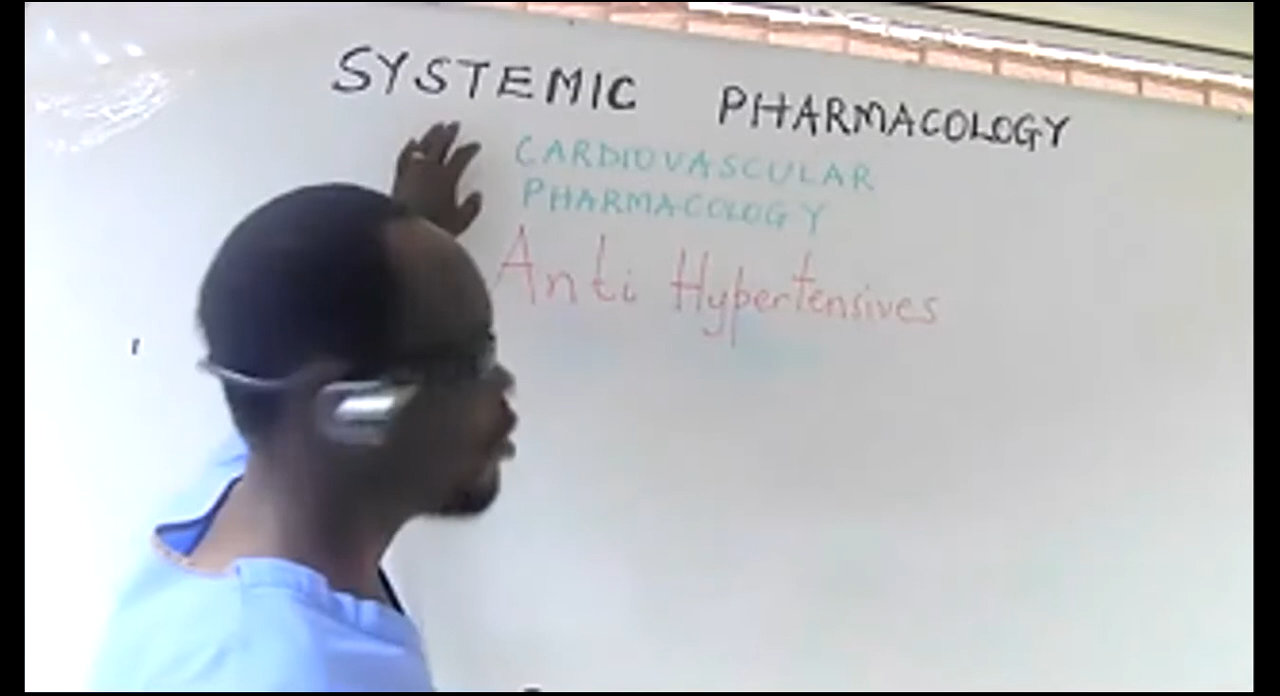 SYSTEMIC PHARMACOLOGY
CARDIOVASCULAR
PHARMACOLOGY
Anti Hypertensives